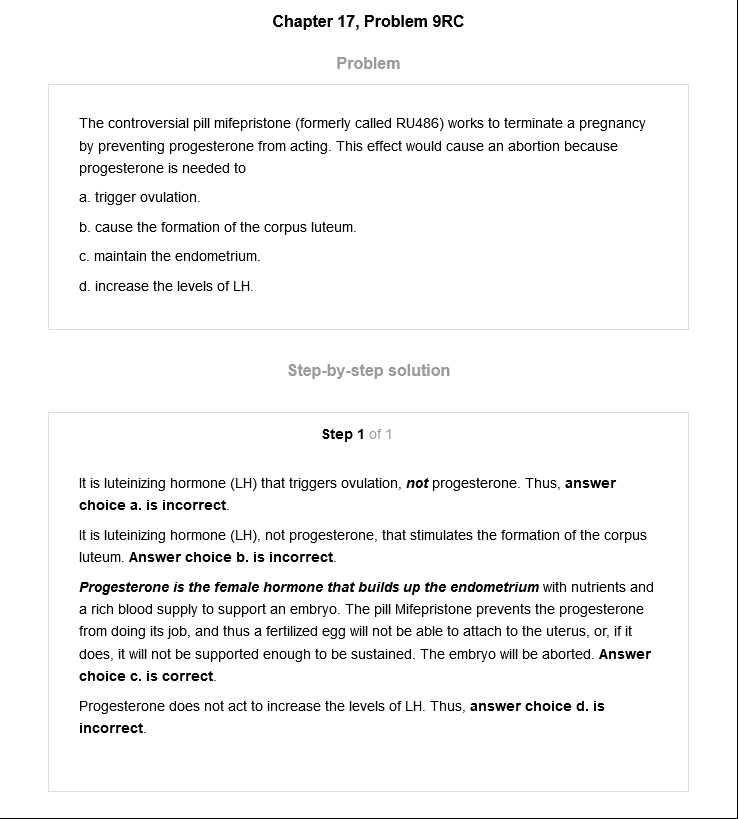 Chapter 17, Problem 9RC
Problem
The controversial pill mifepristone (formerly called RU486) works to terminate a pregnancy
by preventing progesterone from acting. This effect would cause an abortion because
progesterone is needed to
a. trigger ovulation.
b. cause the formation of the corpus luteum.
c. maintain the endometrium.
d. increase the levels of LH.
Step-by-step solution
Step 1 of 1
It is luteinizing hormone (LH) that triggers ovulation, not progesterone. Thus, answer
choice a. is incorrect.
It is luteinizing hormone (LH), not progesterone, that stimulates the formation of the corpus
luteum. Answer choice b. is incorrect.
Progesterone is the female hormone that builds up the endometrium with nutrients and
a rich blood supply to support an embryo. The pill Mifepristone prevents the progesterone
from doing its job, and thus a fertilized egg will not be able to attach to the uterus, or, if it
does, it will not be supported enough to be sustained. The embryo will be aborted. Answer
choice c. is correct.
Progesterone does not act to increase the levels of LH. Thus, answer choice d. is
incorrect.